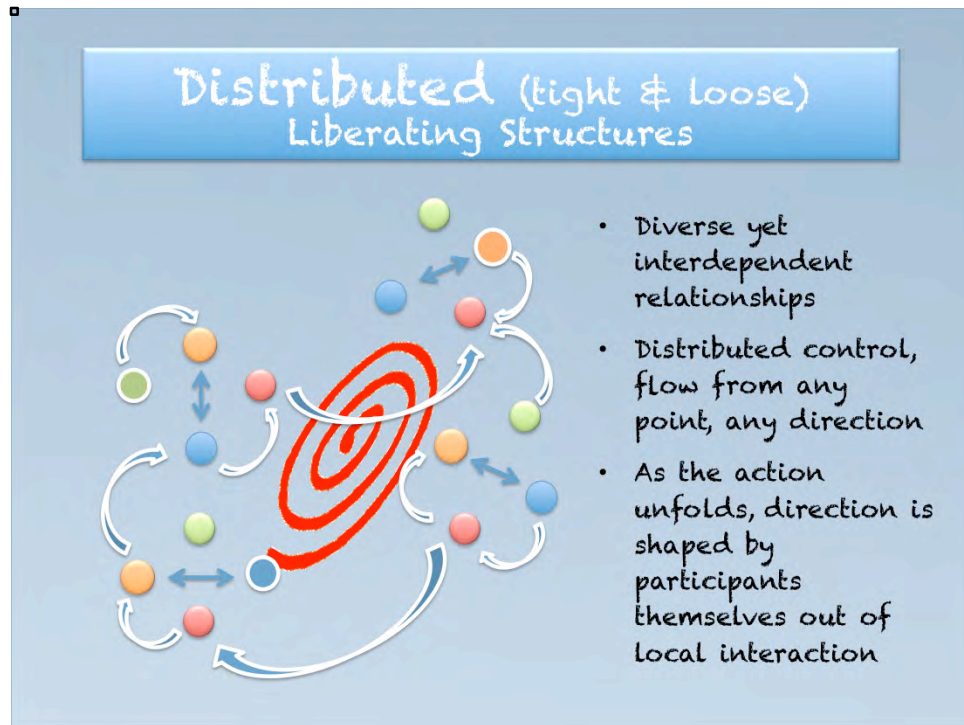 Distributed (tight & loose)
Liberating Structures
• Diverse yet
interdependent
relationships
• Distributed control,
flow from any
point, any direction
• As the action
unfolds, direction is
shaped by
participants
themselves out of
local interaction